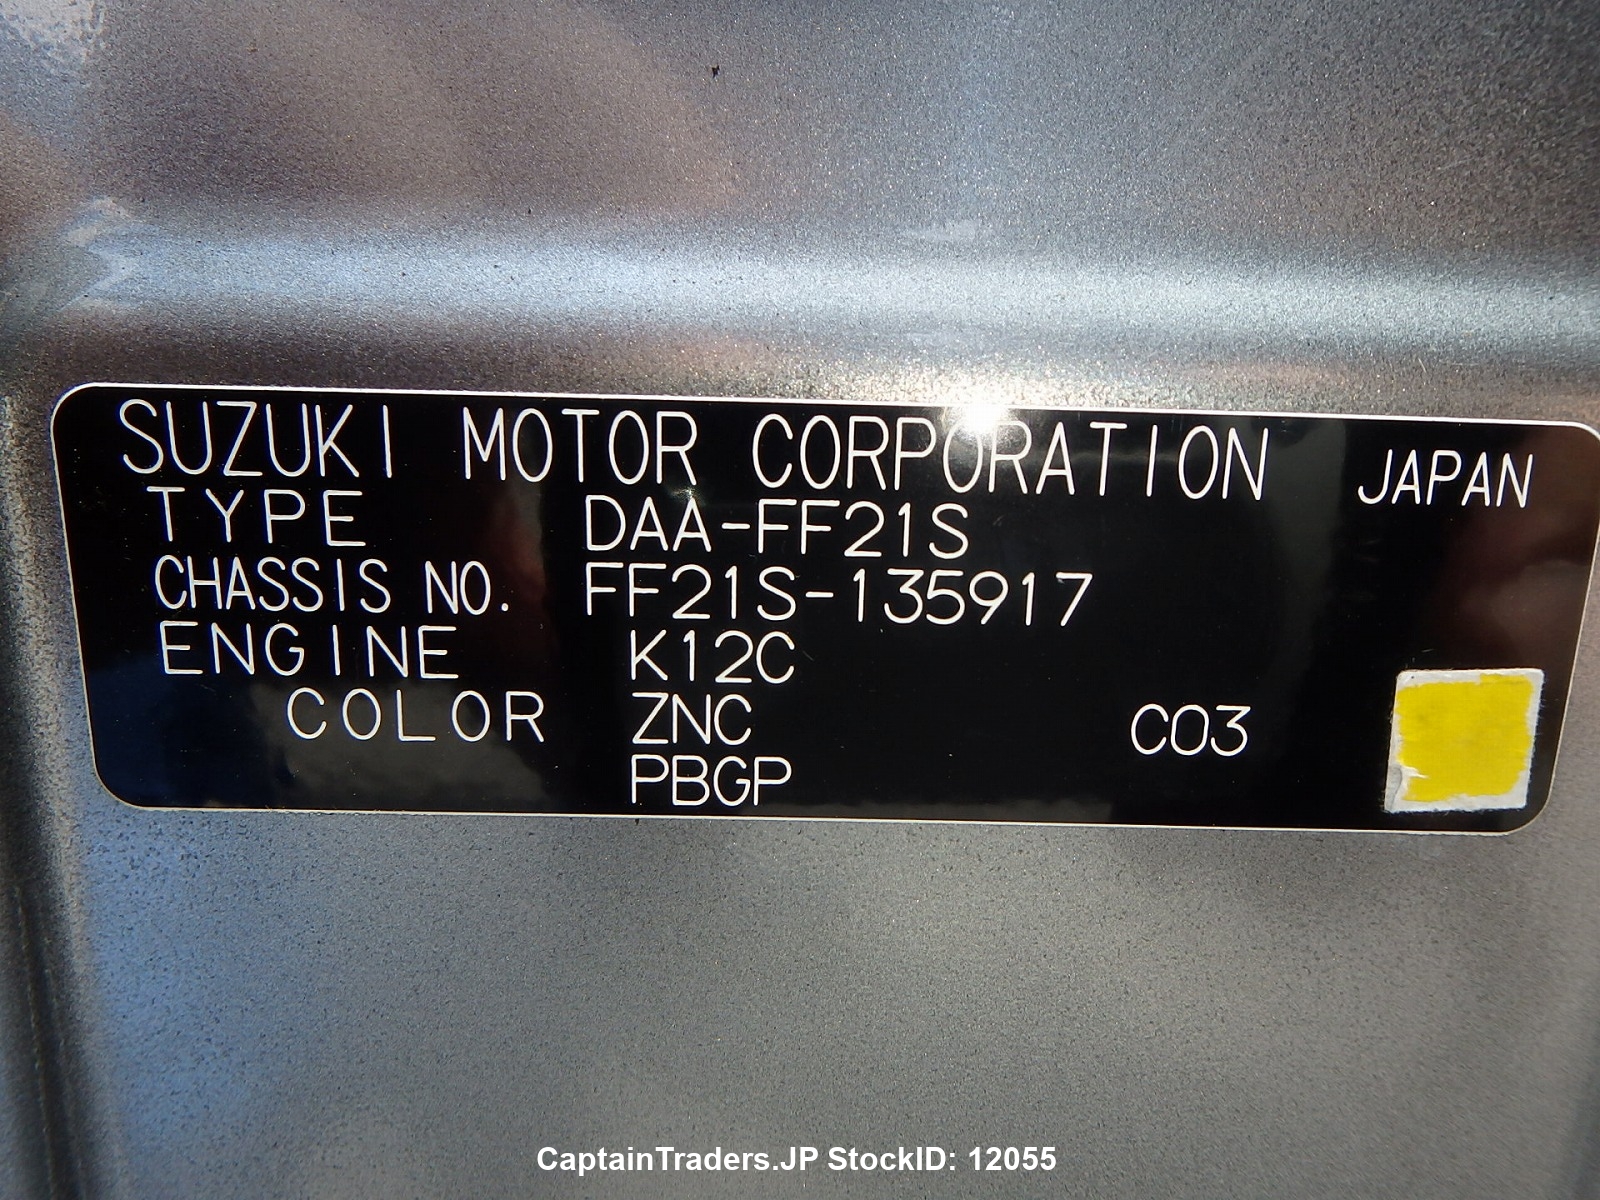 SUZUKI MOTOR CORPORATION JAPAN
TYPE DAA-FF21S
CHASSIS NO. FF21S-135917
ENGINE K12C
COLOR ZNC C03
PBGP
CaptainTraders.JP StockID: 12055